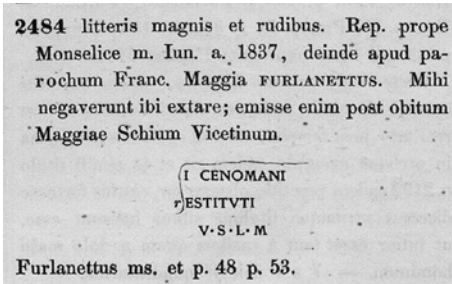 2484 litteris magnis et rudibus. Rep. prope
Monselice m. Iun. a. 1837, deinde apud pa-
rochum Franc. Maggia FURLANETTUS. Mihi
negaverunt ibi extare; emisse enim post obitum
Maggiae Schium Vicetinum.
I CENOMANI
r)ESTITVTI
V·S·L·M
Furlanettus ms. et p. 48 p. 53.